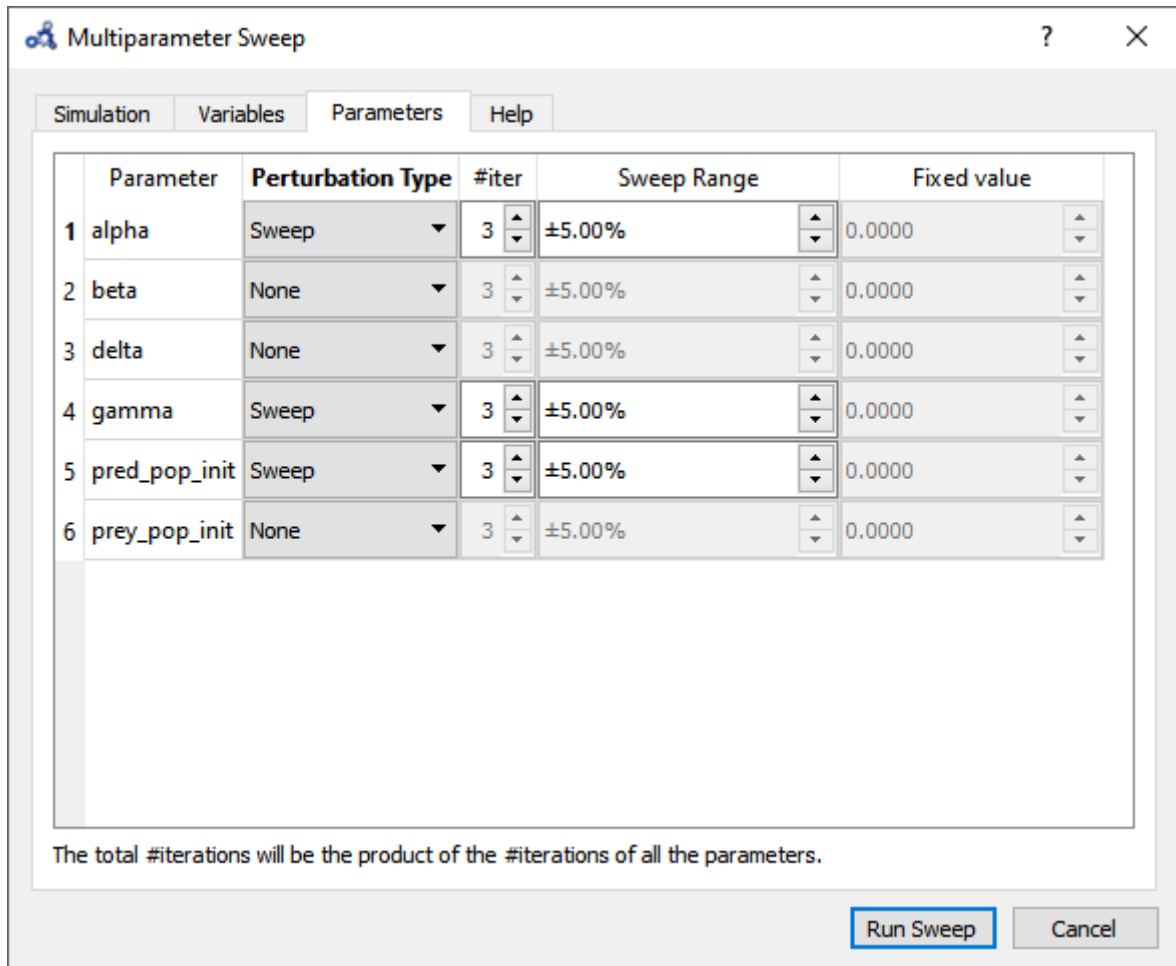 Multiparameter Sweep ?
Simulation Variables Parameters Help
Parameter Perturbation Type #iter Sweep Range Fixed value
1 alpha Sweep 3 ±5.00% 0.0000
2 beta None 3 ±5.00% 0.0000
3 delta None 3 ±5.00% 0.0000
4 gamma Sweep 3 ±5.00% 0.0000
5 pred_pop_init Sweep 3 ±5.00% 0.0000
6 prey_pop_init None 3 ±5.00% 0.0000
The total #iterations will be the product of the #iterations of all the parameters.
Run Sweep Cancel